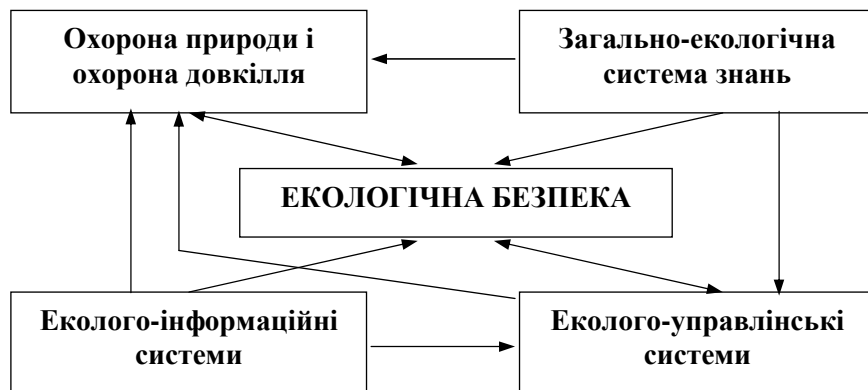 Охорона природи і
охорона довкілля
Загально-екологічна
система знань
ЕКОЛОГІЧНА БЕЗПЕКА
Еколого-інформаційні
системи
Еколого-управлінські
системи